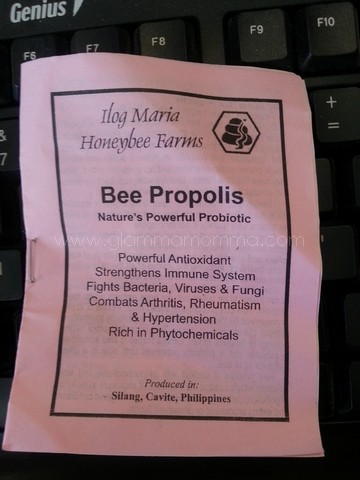 Genius
F6
F7
F8
F9
F10
&
7
+
=
Ilog Maria
Honeybee Farms
Bee Propolis
Nature's Powerful Probiotic
www.glammamomma.com
Powerful Antioxidant
Strengthens Immune System
Fights Bacteria, Viruses & Fungi
Combats Arthritis, Rheumatism
& Hypertension
Rich in Phytochemicals
Produced in:
Silang, Cavite, Philippines